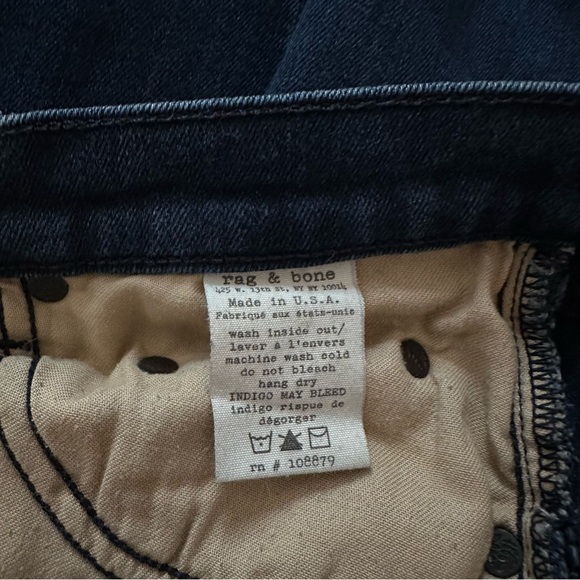 rag & bone
425 W. 13th St, NY NY 10014
Made in U.S.A.
Fabriqué aux états-unis
wash inside out/
laver à l'envers
machine wash cold
do not bleach
hang dry
INDIGO MAY BLEED
indigo risque de
dégorger
rn # 108879